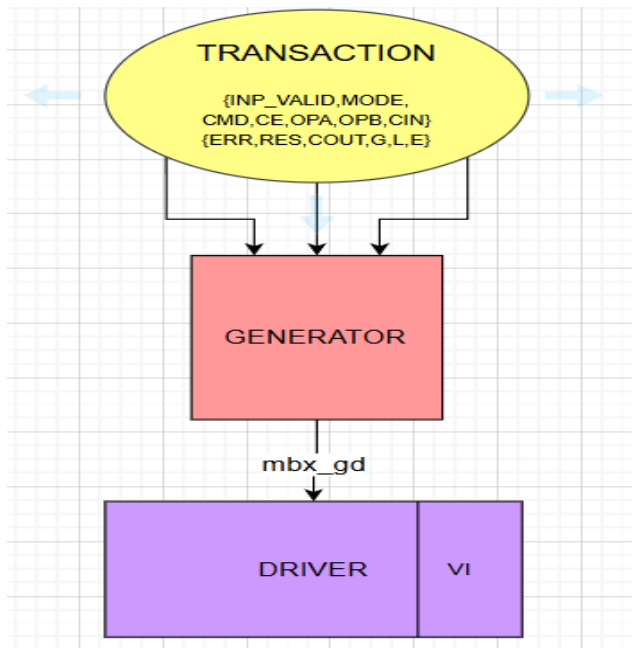 TRANSACTION
{INP_VALID,MODE,
CMD,CE,OPA,OPB,CIN}
{ERR,RES,COUT,G,L,E}
GENERATOR
mbx_gd
DRIVER
VI